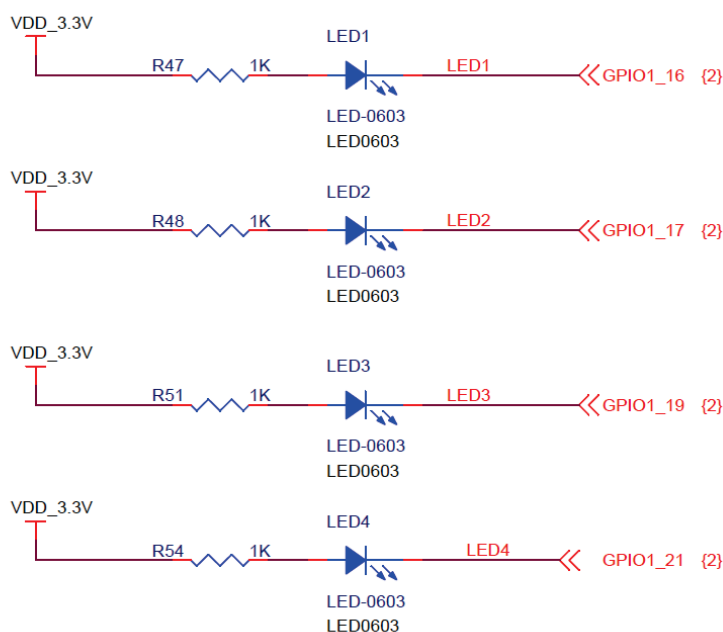 VDD_3.3V
LED1
R47 1K LED1 GPIO1_16 {2}
LED-0603
LED0603
VDD_3.3V
LED2
R48 1K LED2 GPIO1_17 {2}
LED-0603
LED0603
VDD_3.3V
LED3
R51 1K LED3 GPIO1_19 {2}
LED-0603
LED0603
VDD_3.3V
LED4
R54 1K LED4 GPIO1_21 {2}
LED-0603
LED0603